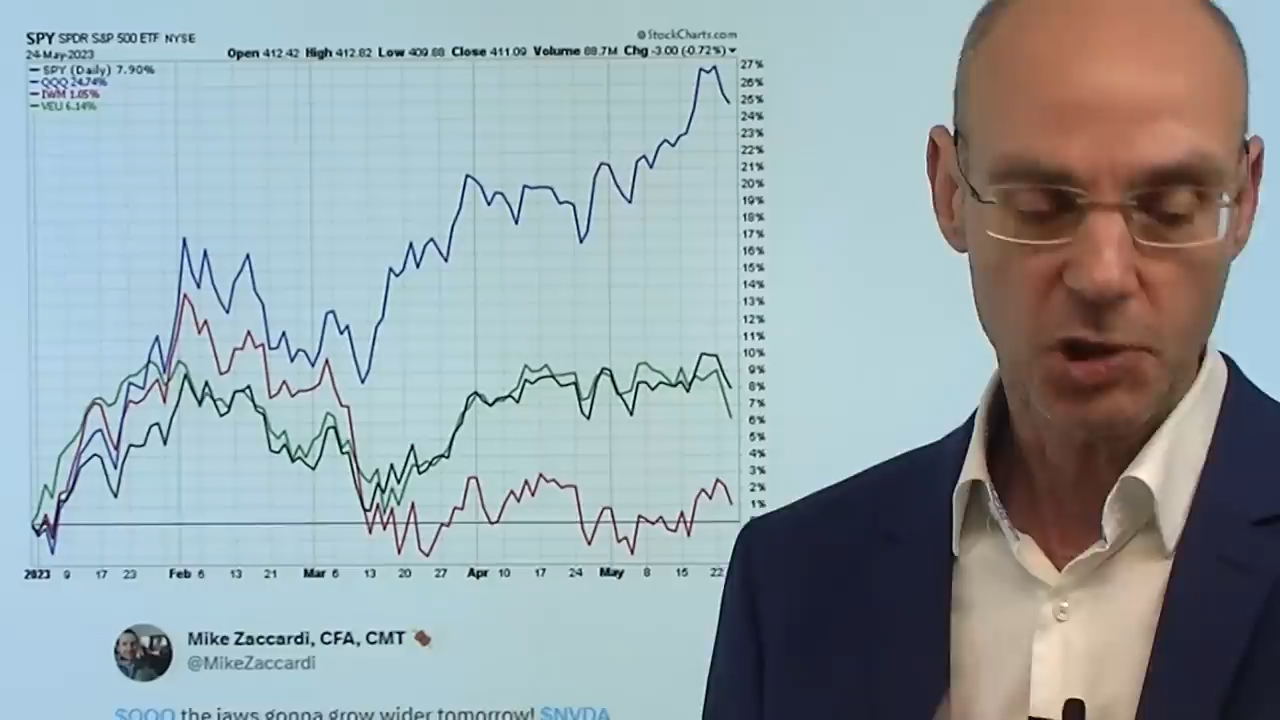 SPY SPDR S&P 500 ETF NYSE
@StockCharts.com
24-May-2023
Open 412.42 High 412.82 Low 409.88 Close 411.09 Volume 88.7M Chg -3.00 (-0.72%)
SPY (Daily) 7.90%
QQQ 24.74%
IWM 1.05%
VEU 6.14%
27%
26%
25%
24%
23%
22%
21%
20%
19%
18%
17%
16%
15%
14%
13%
12%
11%
10%
9%
8%
7%
6%
5%
4%
3%
2%
1%
2023 9 17 23 Feb 6 13 21 Mar 6 13 20 27 Apr 10 17 24 May 8 15 22
Mike Zaccardi, CFA, CMT
@MikeZaccardi
$QQQ the jaws gonna grow wider tomorrow! $NVDA